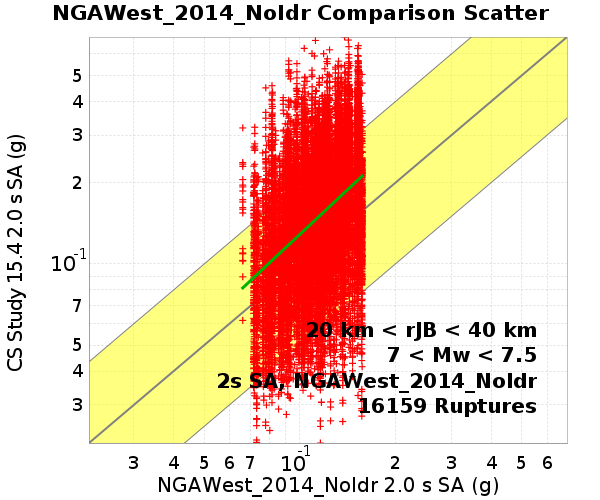 NGAWest_2014_NoIdr Comparison Scatter
CS Study 15.4 2.0 s SA (g)
5
4
3
2
10-1
7
5
4
3
20 km < rJB < 40 km
7 < Mw < 7.5
2s SA, NGAWest_2014_NoIdr
16159 Ruptures
3 4 5 6 7 10-1 2 3 4 5 6
NGAWest_2014_NoIdr 2.0 s SA (g)